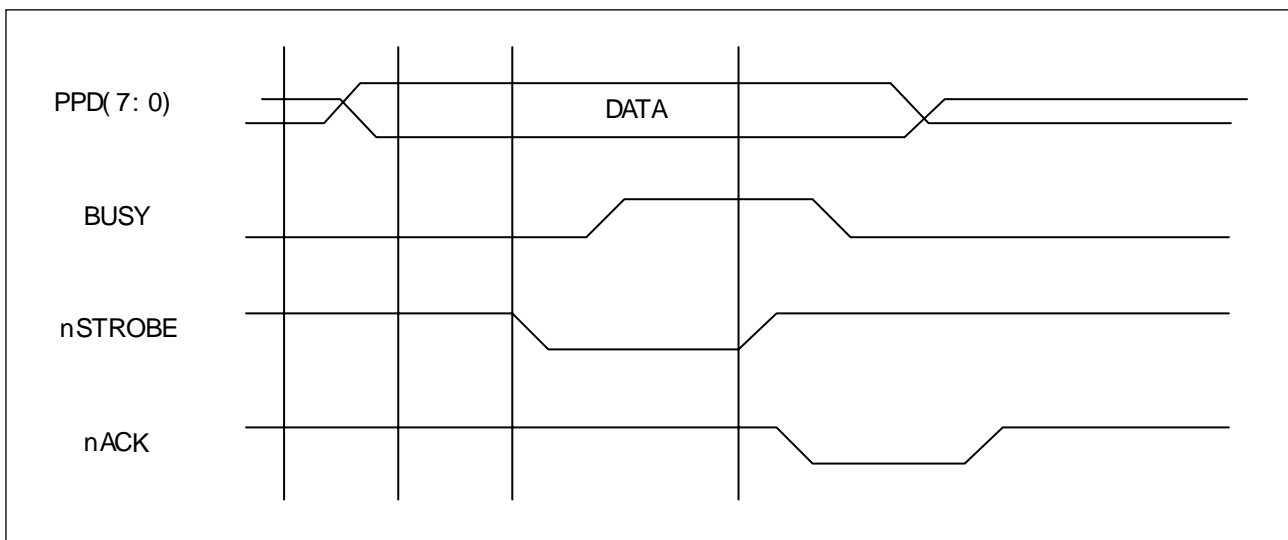 PPD(7:0)
DATA
BUSY
nSTROBE
nACK